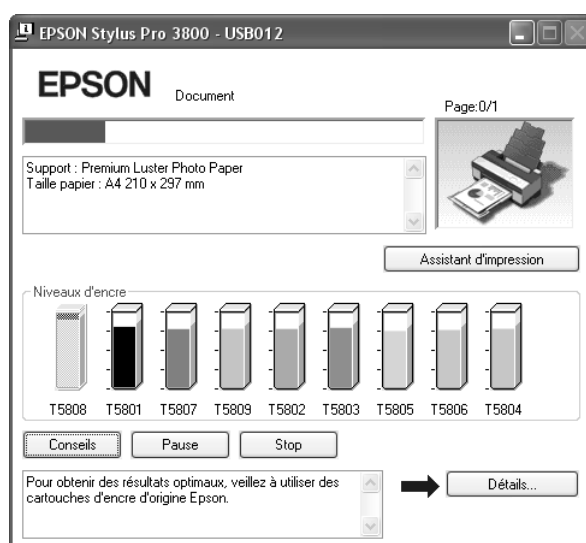 EPSON Stylus Pro 3800 - USB012
EPSON
Document
Page:0/1
Support : Premium Luster Photo Paper
Taille papier : A4 210 x 297 mm
Assistant d'impression
Niveaux d'encre
T5808 T5801 T5807 T5809 T5802 T5803 T5805 T5806 T5804
Conseils Pause Stop
Pour obtenir des résultats optimaux, veillez à utiliser des
cartouches d'encre d'origine Epson.
Détails...